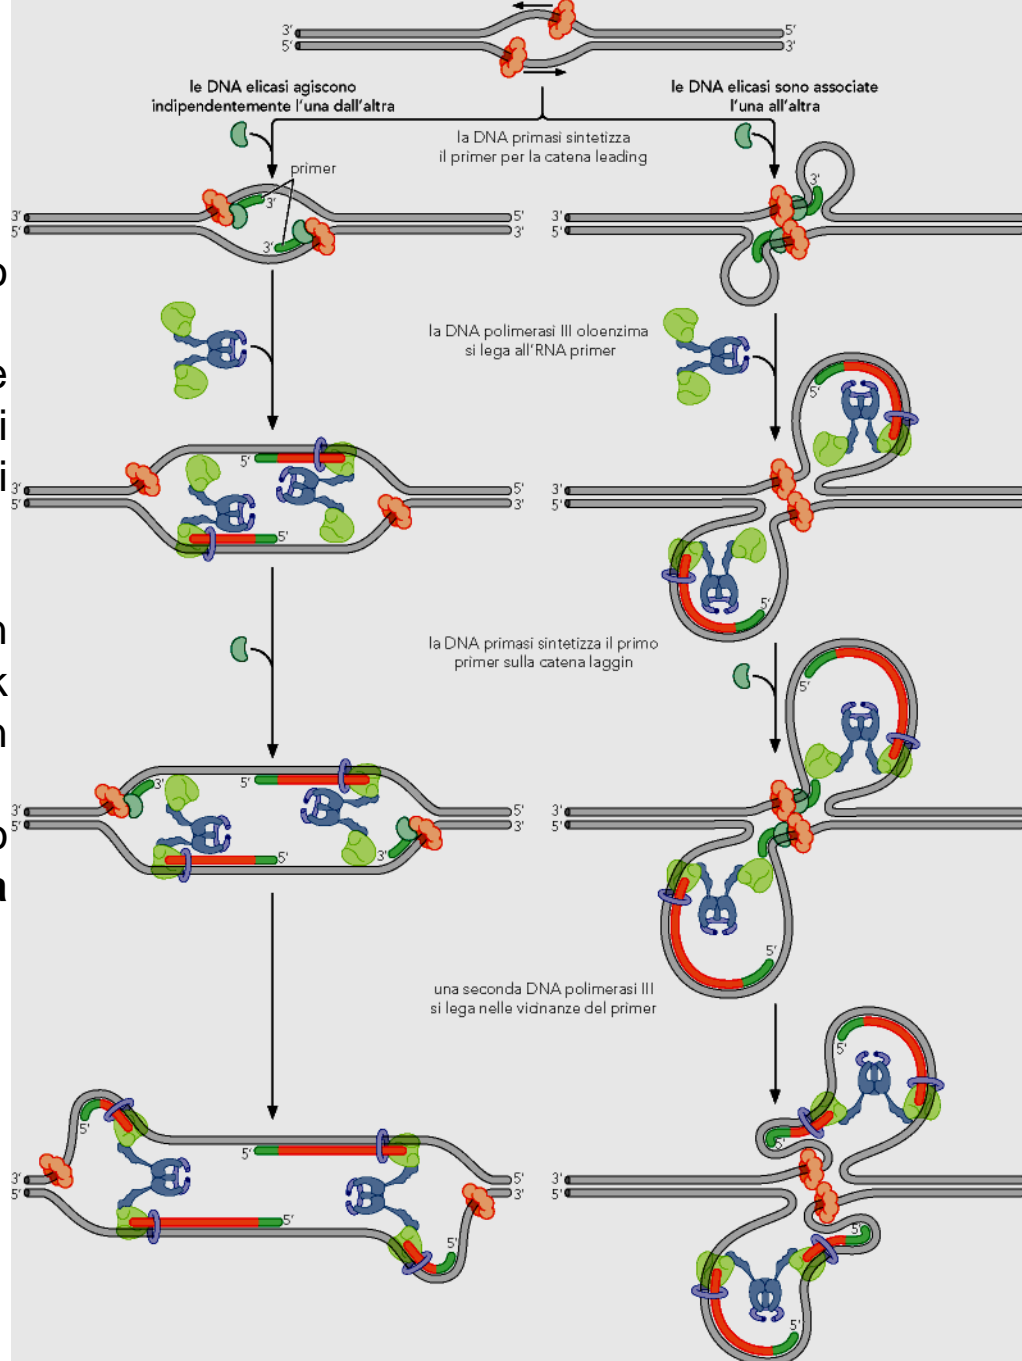 3' 5'
5' 3'
le DNA elicasi agiscono
indipendentemente l'una dall'altra
le DNA elicasi sono associate
l'una all'altra
la DNA primasi sintetizza
il primer per la catena leading
primer
3'
3'
3' 5'
5' 3'
3'
3'
5'
o
la DNA polimerasi III oloenzima
si lega all'RNA primer
e
i
i
5'
5'
3' 5'
5' 3'
5'
3'
5'
5'
n
la DNA primasi sintetizza il primo
primer sulla catena laggin
k
n
5'
3'
5'
3' 5'
5' 3'
5'
3'
3'
5'
o
a
5'
una seconda DNA polimerasi III
si lega nelle vicinanze del primer
5'
5'
5'
5'
3' 5'
5' 3'
3'
5'
5'
5'
5'
5'